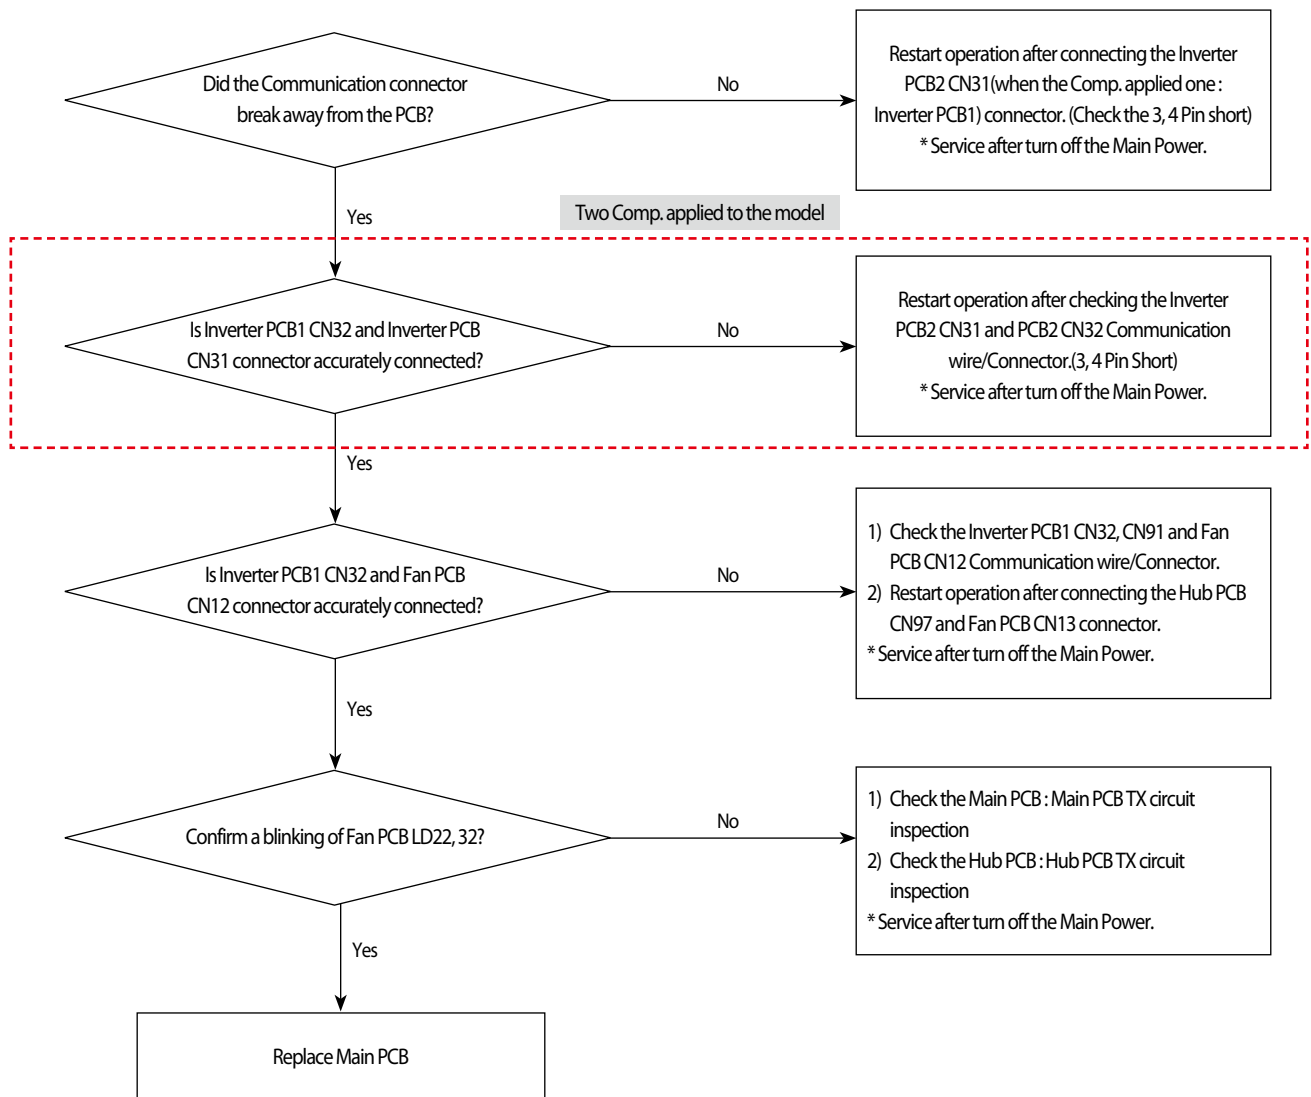 Did the Communication connector
break away from the PCB?
No
Restart operation after connecting the Inverter
PCB2 CN31(when the Comp. applied one :
Inverter PCB1) connector. (Check the 3, 4 Pin short)
* Service after turn off the Main Power.
Yes
Two Comp. applied to the model
Is Inverter PCB1 CN32 and Inverter PCB
CN31 connector accurately connected?
No
Restart operation after checking the Inverter
PCB2 CN31 and PCB2 CN32 Communication
wire/Connector.(3, 4 Pin Short)
* Service after turn off the Main Power.
Yes
Is Inverter PCB1 CN32 and Fan PCB
CN12 connector accurately connected?
No
1) Check the Inverter PCB1 CN32, CN91 and Fan
PCB CN12 Communication wire/Connector.
2) Restart operation after connecting the Hub PCB
CN97 and Fan PCB CN13 connector.
* Service after turn off the Main Power.
Yes
Confirm a blinking of Fan PCB LD22, 32?
No
1) Check the Main PCB : Main PCB TX circuit
inspection
2) Check the Hub PCB : Hub PCB TX circuit
inspection
* Service after turn off the Main Power.
Yes
Replace Main PCB